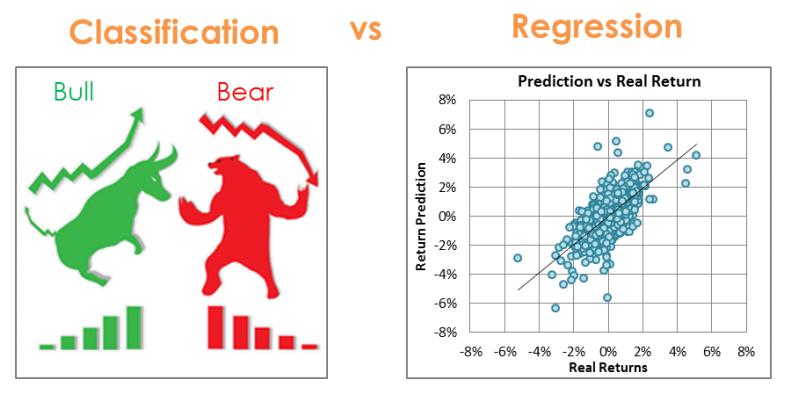 Classification vs Regression
Bull
Bear
Prediction vs Real Return
8%
6%
4%
2%
0%
-2%
-4%
-6%
-8%
Return Prediction
-8% -6% -4% -2% 0% 2% 4% 6% 8%
Real Returns